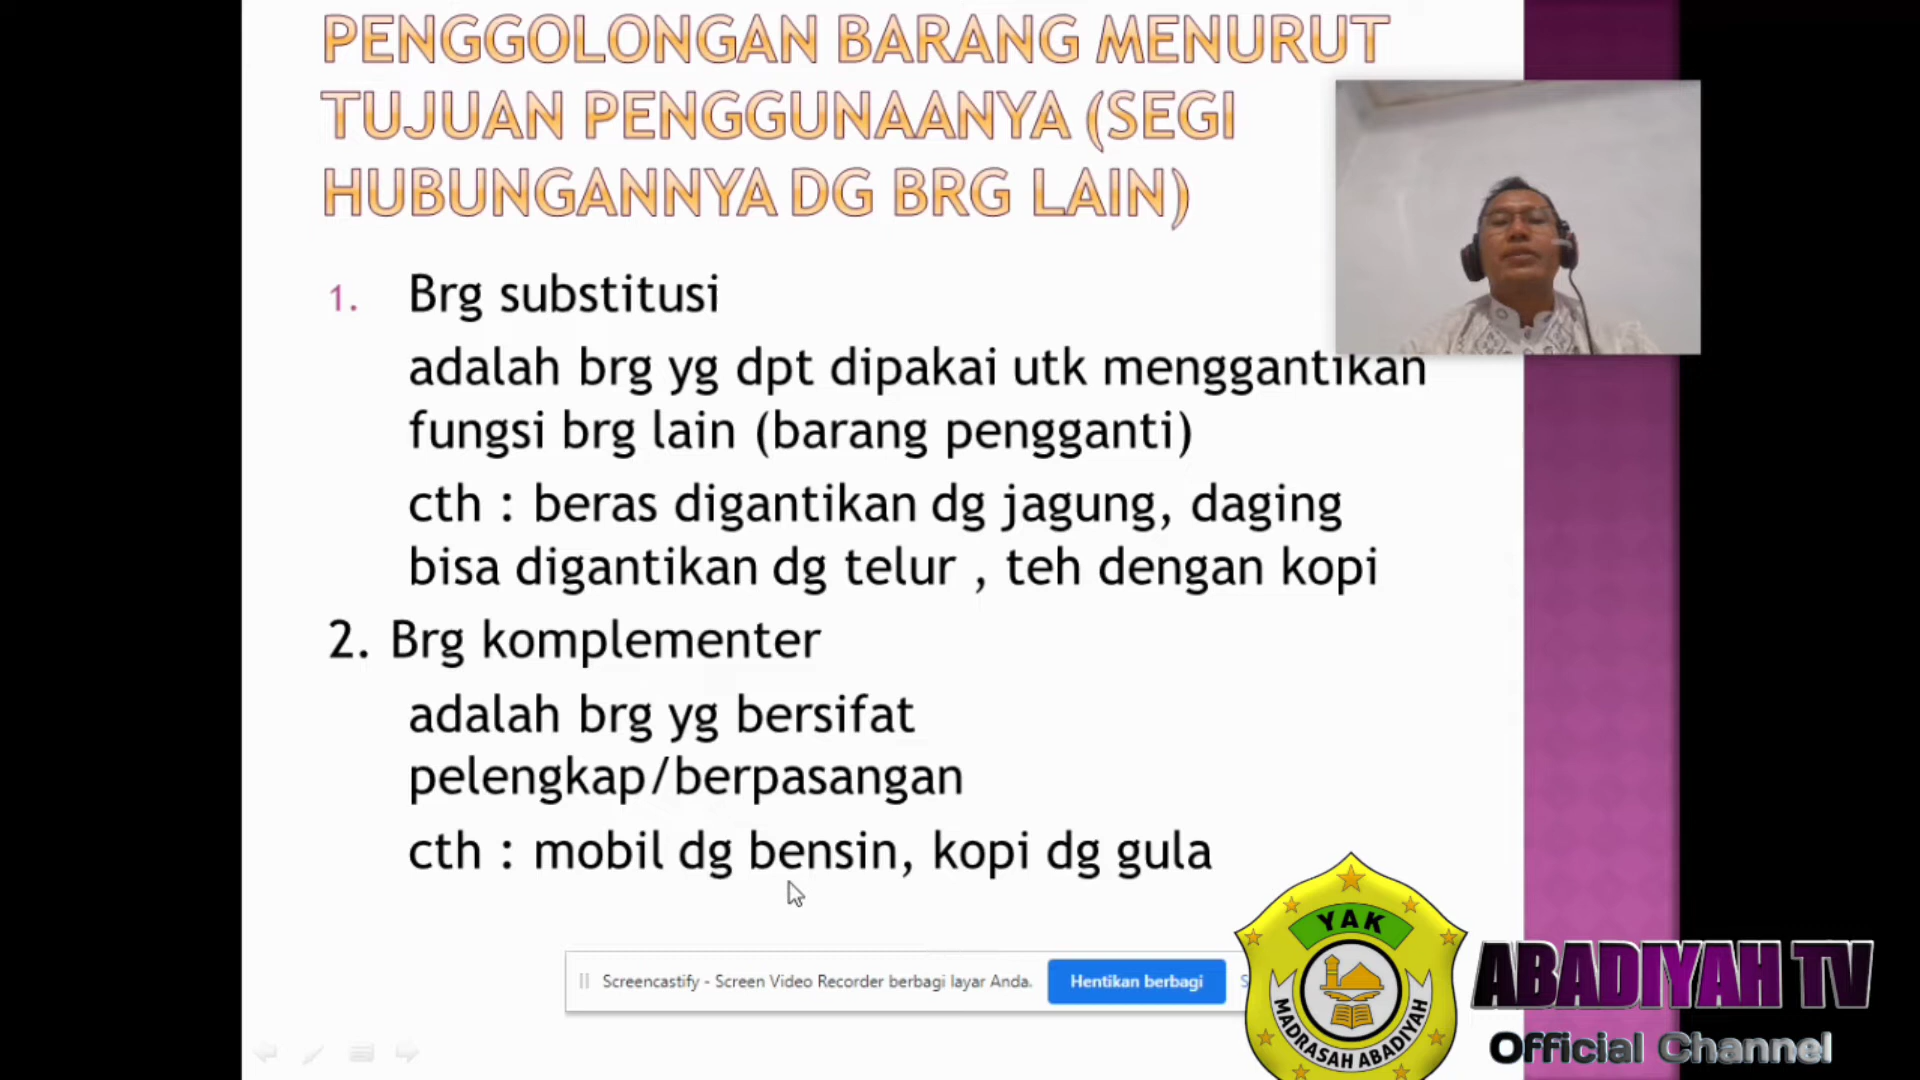 PENGGOLONGAN BARANG MENURUT
TUJUAN PENGGUNAANYA (SEGI
HUBUNGANNYA DG BRG LAIN)
1. Brg substitusi
adalah brg yg dpt dipakai utk menggantikan
fungsi brg lain (barang pengganti)
cth : beras digantikan dg jagung, daging
bisa digantikan dg telur , teh dengan kopi
2. Brg komplementer
adalah brg yg bersifat
pelengkap/berpasangan
cth : mobil dg bensin, kopi dg gula
Screencastify - Screen Video Recorder berbagi layar Anda.
Hentikan berbagi
YAK
MADRASAH ABADIYAH
ABADIYAH TV
Official Channel